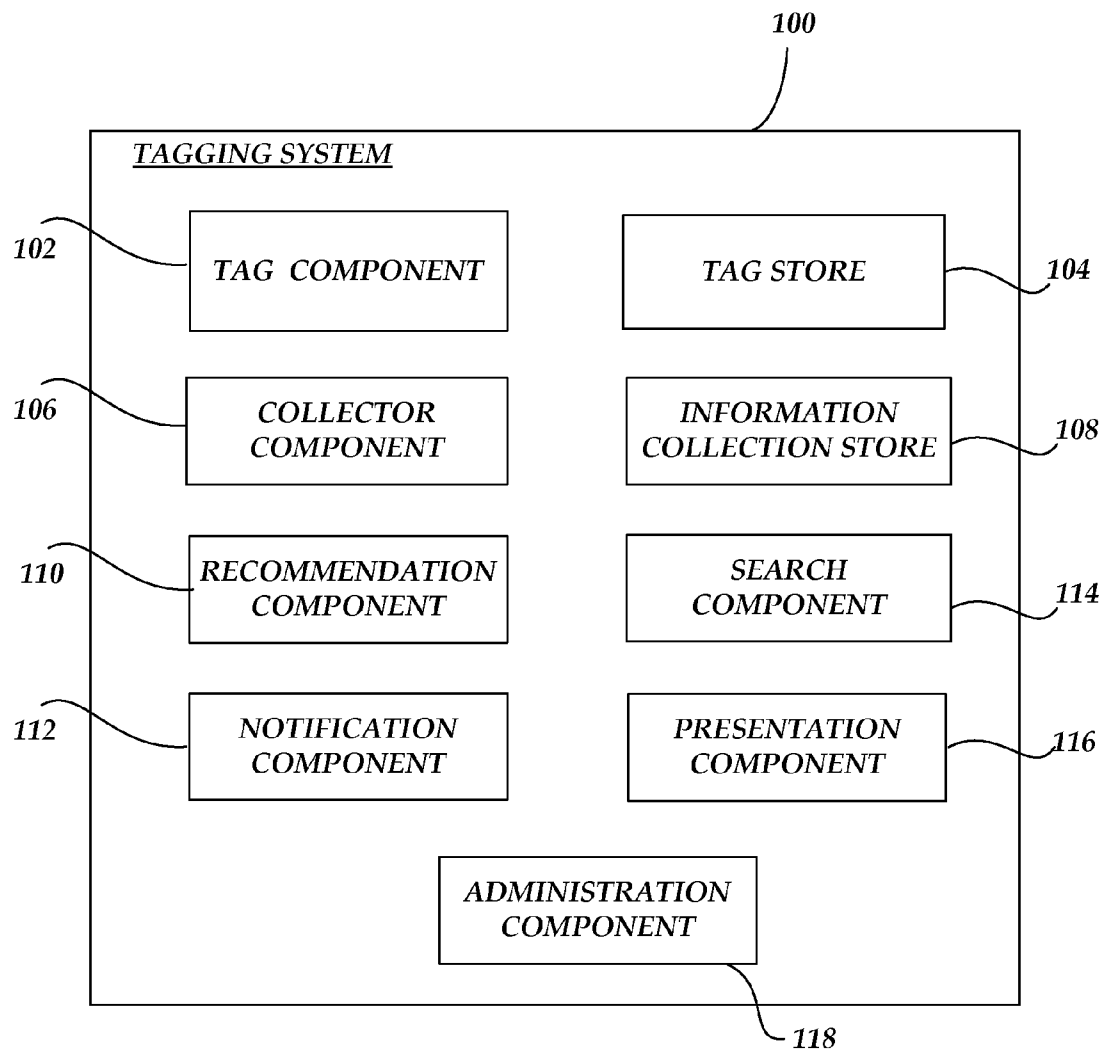 100
TAGGING SYSTEM
102
TAG COMPONENT
TAG STORE
104
106
COLLECTOR
COMPONENT
INFORMATION
COLLECTION STORE
108
110
RECOMMENDATION
COMPONENT
SEARCH
COMPONENT
114
112
NOTIFICATION
COMPONENT
PRESENTATION
COMPONENT
116
ADMINISTRATION
COMPONENT
118